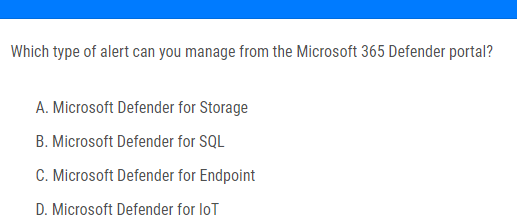 Which type of alert can you manage from the Microsoft 365 Defender portal?
A. Microsoft Defender for Storage
B. Microsoft Defender for SQL
C. Microsoft Defender for Endpoint
D. Microsoft Defender for IoT